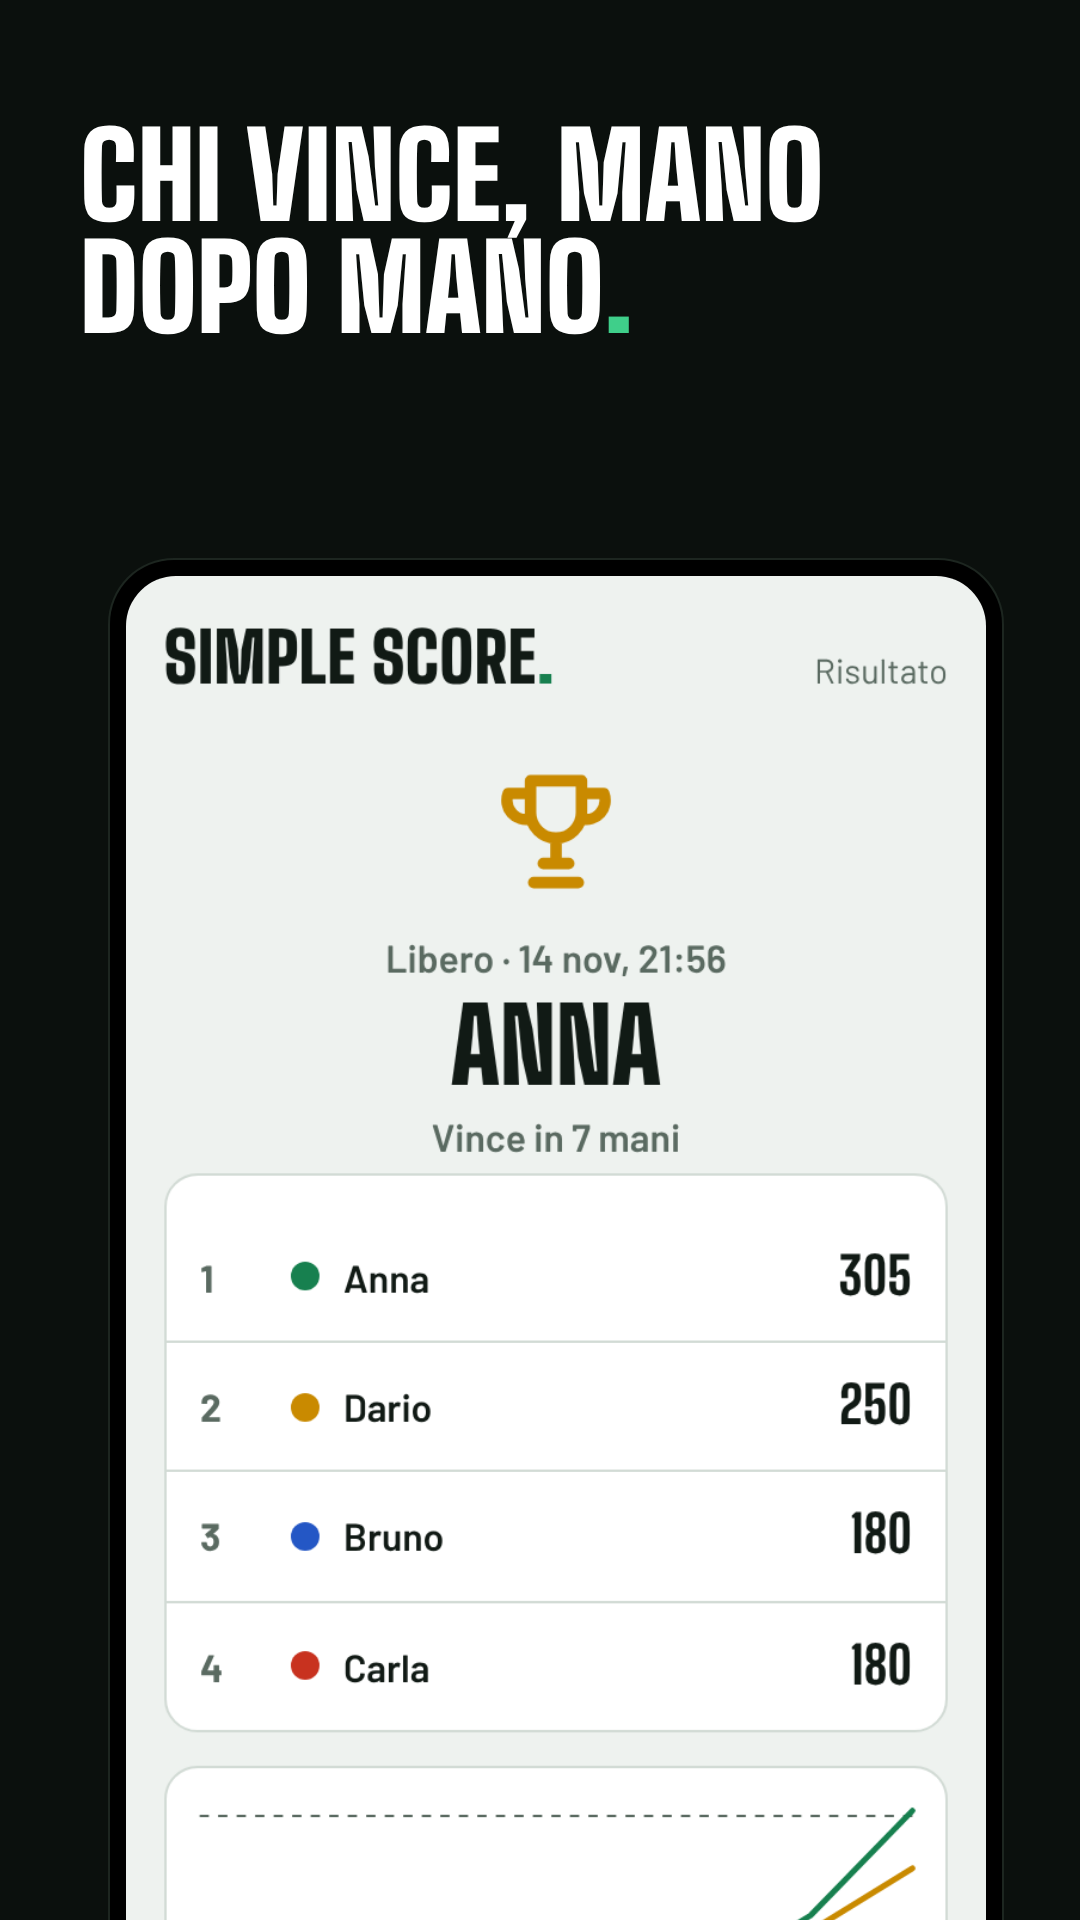 CHI VINCE, MANO
DOPO MANO.
SIMPLE SCORE.
Risultato
Libero · 14 nov, 21:56
ANNA
Vince in 7 mani
1 Anna 305
2 Dario 250
3 Bruno 180
4 Carla 180